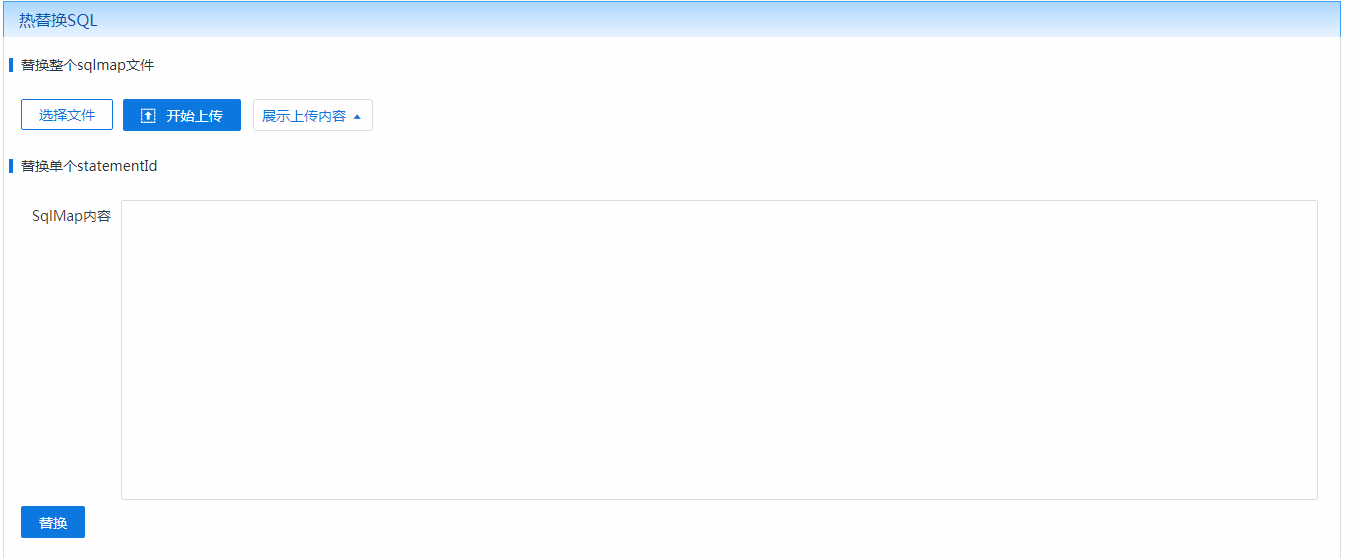 热替换SQL
替换整个sqlmap文件
选择文件 开始上传 展示上传内容
替换单个statementId
SqlMap内容
替换